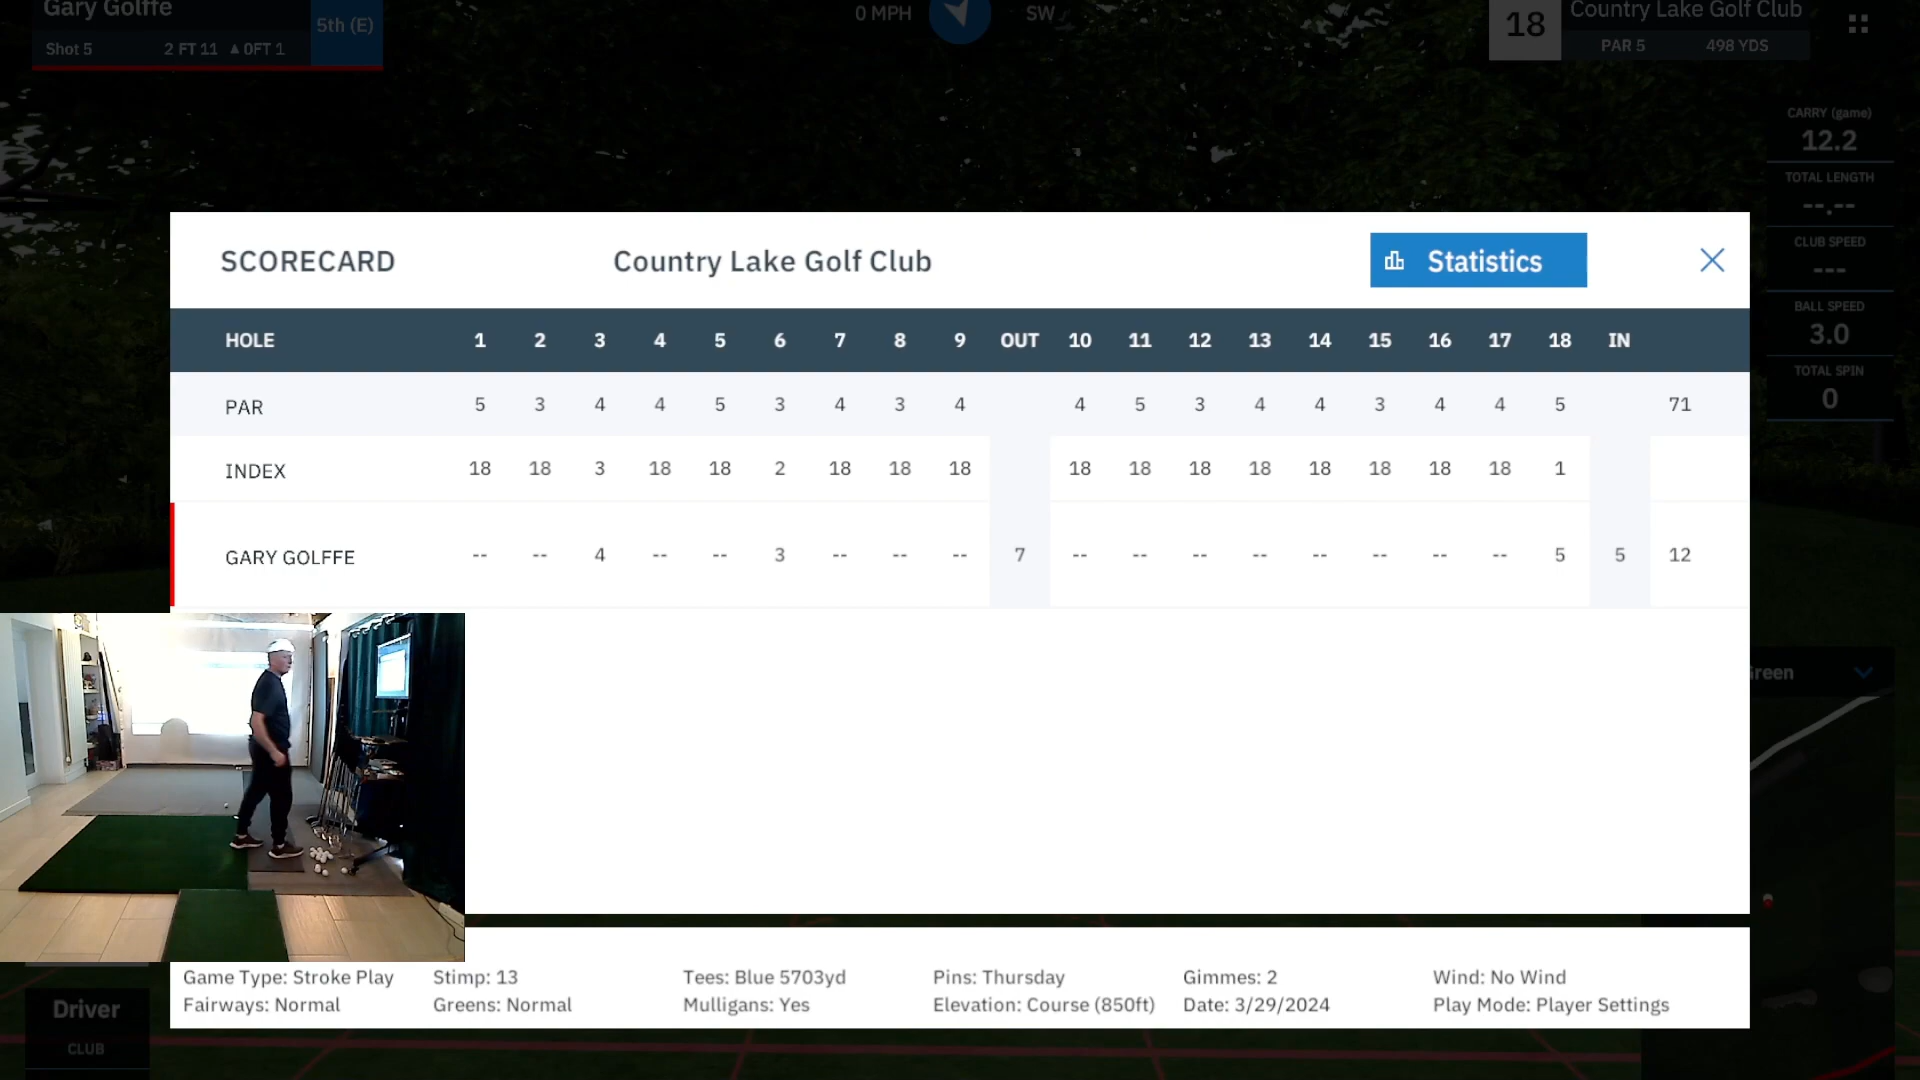 Gary Golffe
Shot 5 2 FT 11 ▲ 0FT 1 5th (E)
0 MPH SW
18 Country Lake Golf Club
PAR 5 498 YDS
CARRY (game)
12.2
TOTAL LENGTH
--.--
CLUB SPEED
---
BALL SPEED
3.0
TOTAL SPIN
0
SCORECARD Country Lake Golf Club Statistics
HOLE 1 2 3 4 5 6 7 8 9 OUT 10 11 12 13 14 15 16 17 18 IN
PAR 5 3 4 4 5 3 4 3 4 4 5 3 4 4 3 4 4 5 71
INDEX 18 18 3 18 18 2 18 18 18 18 18 18 18 18 18 18 18 1
GARY GOLFFE -- -- 4 -- -- 3 -- -- -- 7 -- -- -- -- -- -- -- -- 5 5 12
Game Type: Stroke Play Stimp: 13 Tees: Blue 5703yd Pins: Thursday Gimmes: 2 Wind: No Wind
Fairways: Normal Greens: Normal Mulligans: Yes Elevation: Course (850ft) Date: 3/29/2024 Play Mode: Player Settings
Driver
CLUB